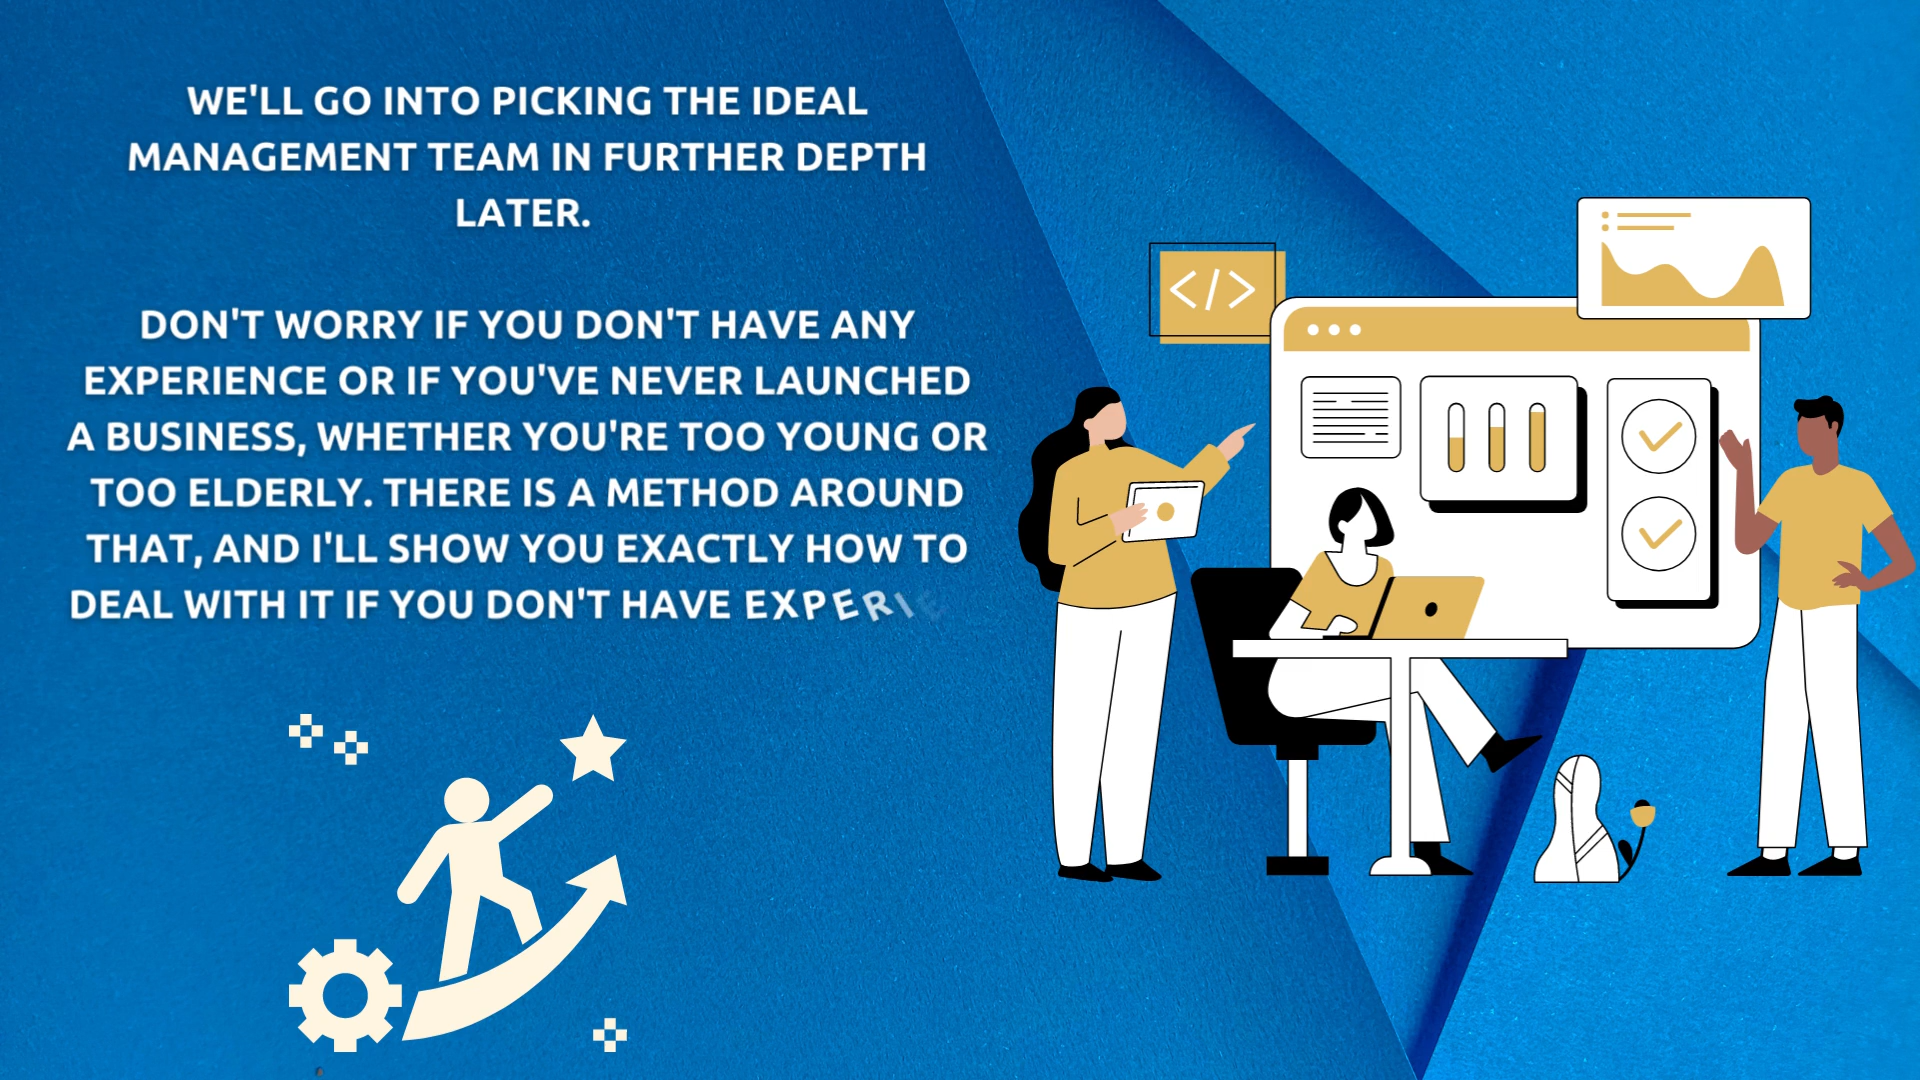 WE'LL GO INTO PICKING THE IDEAL
MANAGEMENT TEAM IN FURTHER DEPTH
LATER.
DON'T WORRY IF YOU DON'T HAVE ANY
EXPERIENCE OR IF YOU'VE NEVER LAUNCHED
A BUSINESS, WHETHER YOU'RE TOO YOUNG OR
TOO ELDERLY. THERE IS A METHOD AROUND
THAT, AND I'LL SHOW YOU EXACTLY HOW TO
DEAL WITH IT IF YOU DON'T HAVE EXPERIE